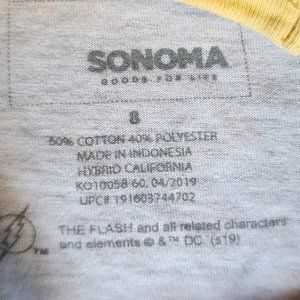 SONOMA
GOODS FOR LIFE
8
60% COTTON 40% POLYESTER
MADE IN INDONESIA
HYBRID CALIFORNIA
KO10058 60, 04/2019
UPC# 191603744702
THE FLASH and all related characters
and elements © & ™ DC. (s19)